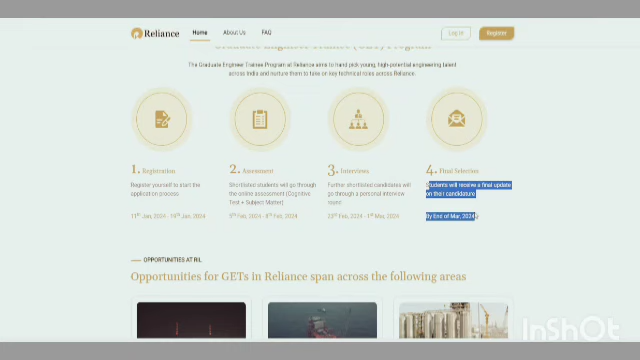 Reliance
Home
About Us
FAQ
Log in
Register
Graduate Engineer Trainee (GET) Program
The Graduate Engineer Trainee Program at Reliance aims to hand pick young, high-potential engineering talent
across India and nurture them to take on key technical roles across Reliance.
1. Registration
Register yourself to start the
application process
11th Jan, 2024 - 14th Jan, 2024
2. Assessment
Shortlisted students will go through
the online assessment (Cognitive
Test + Subject Matter)
5th Feb, 2024 - 8th Feb, 2024
3. Interviews
Further shortlisted candidates will
go through a personal interview
round
23rd Feb, 2024 - 1st Mar, 2024
4. Final Selection
Students will receive a final update
on their candidature
By End of Mar, 2024
OPPORTUNITIES AT RIL
Opportunities for GETs in Reliance span across the following areas
InShOt